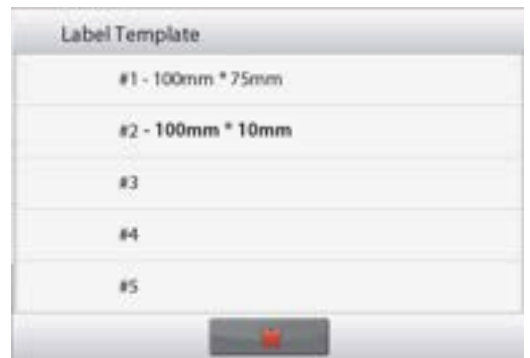 Label Template
#1 - 100mm * 75mm
#2 - 100mm * 10mm
#3
#4
#5